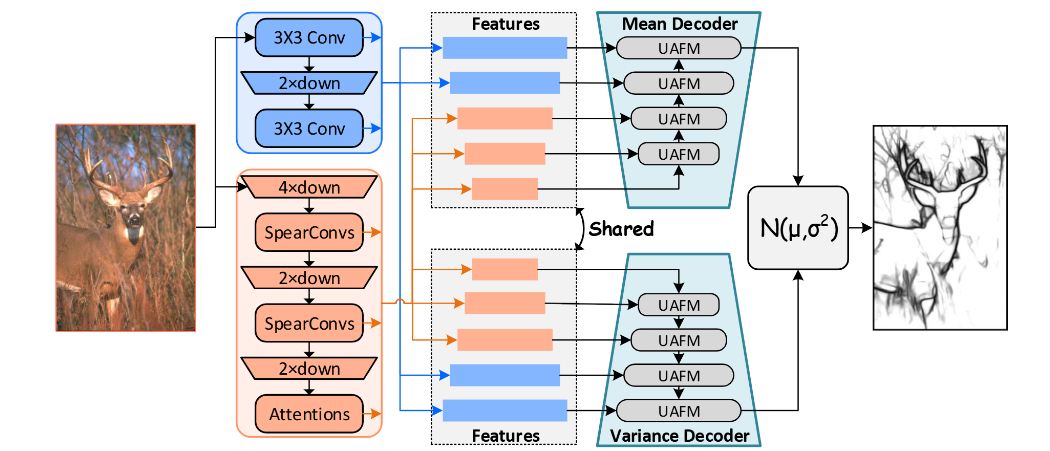 3X3 Conv
2×down
3X3 Conv
4×down
SpearConvs
2×down
SpearConvs
2×down
Attentions
Features
Mean Decoder
UAFM
UAFM
UAFM
UAFM
Shared
UAFM
UAFM
UAFM
UAFM
Features
Variance Decoder
N(μ,σ²)